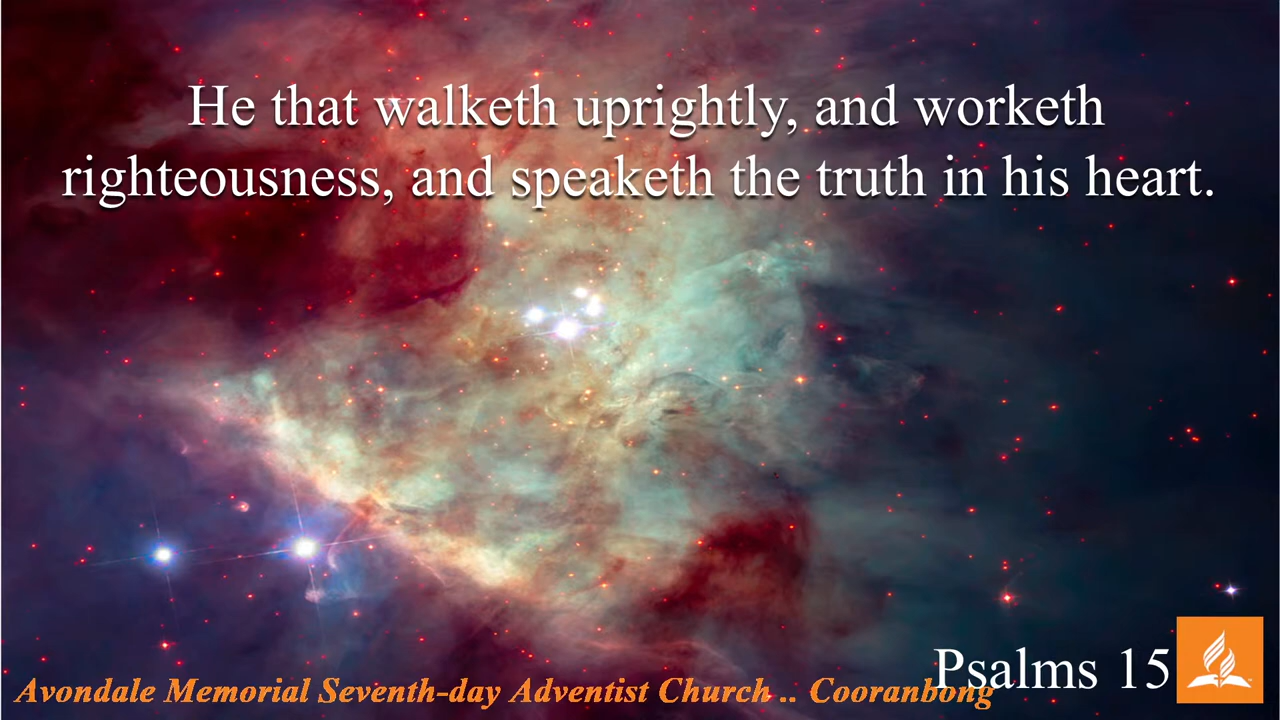 He that walketh uprightly, and worketh
righteousness, and speaketh the truth in his heart.
Psalms 15
Avondale Memorial Seventh-day Adventist Church .. Cooranbong